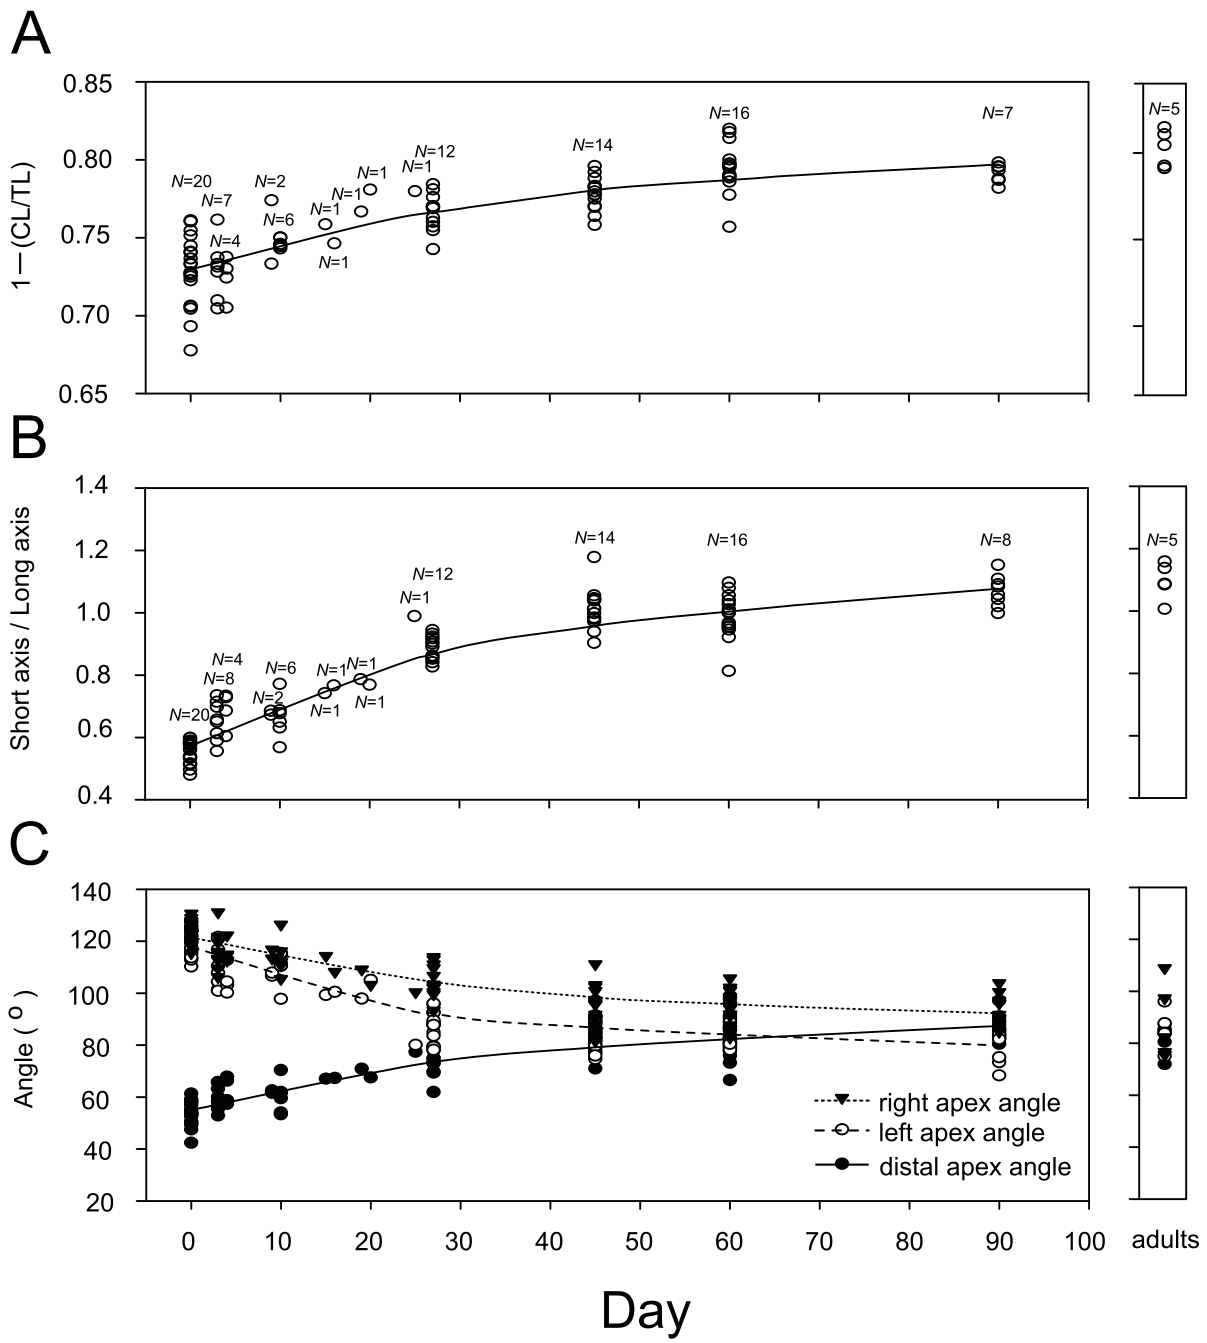 A
0.85
0.80
0.75
0.70
0.65
1—(CL/TL)
N=20
N=7
N=4
N=2
N=6
N=1
N=1
N=1
N=1
N=1
N=12
N=14
N=16
N=7
N=5
B
1.4
1.2
1.0
0.8
0.6
0.4
Short axis / Long axis
N=20
N=4
N=8
N=6
N=2
N=1
N=1
N=1
N=1
N=12
N=1
N=14
N=16
N=8
N=5
C
140
120
100
80
60
40
20
Angle ( o )
right apex angle
left apex angle
distal apex angle
0 10 20 30 40 50 60 70 80 90 100 adults
Day